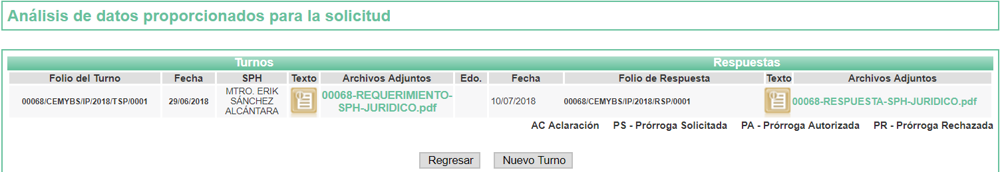 Análisis de datos proporcionados para la solicitud
Turnos Respuestas
Folio del Turno Fecha SPH Texto Archivos Adjuntos Edo. Fecha Folio de Respuesta Texto Archivos Adjuntos
00068/CEMYBS/IP/2018/TSP/0001 29/06/2018 MTRO. ERIK SÁNCHEZ ALCÁNTARA 00068-REQUERIMIENTO-SPH-JURIDICO.pdf 10/07/2018 00068/CEMYBS/IP/2018/RSP/0001 00068-RESPUESTA-SPH-JURIDICO.pdf
AC Aclaración PS - Prórroga Solicitada PA - Prórroga Autorizada PR - Prórroga Rechazada
Regresar Nuevo Turno